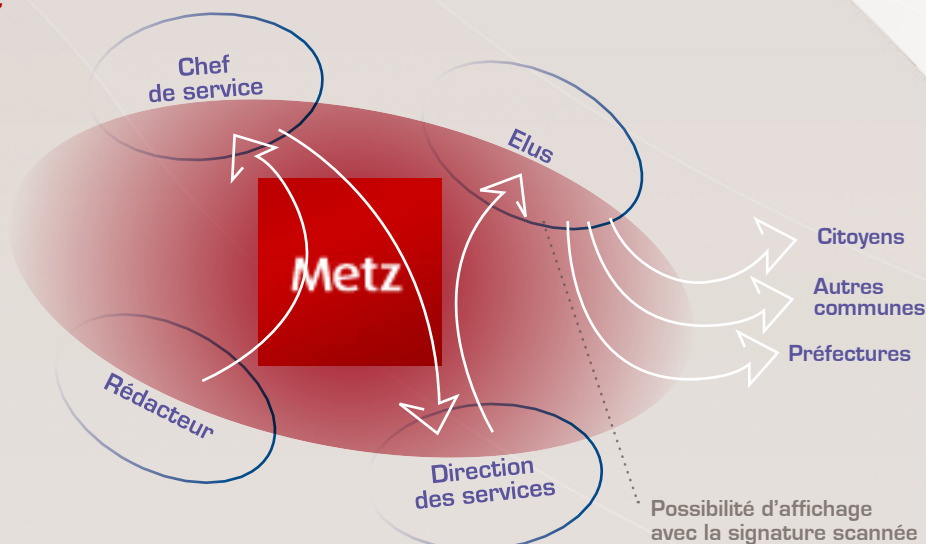 Chef
de service
Elus
Metz
Citoyens
Autres
communes
Préfectures
Rédacteur
Direction
des services
Possibilité d'affichage
avec la signature scannée